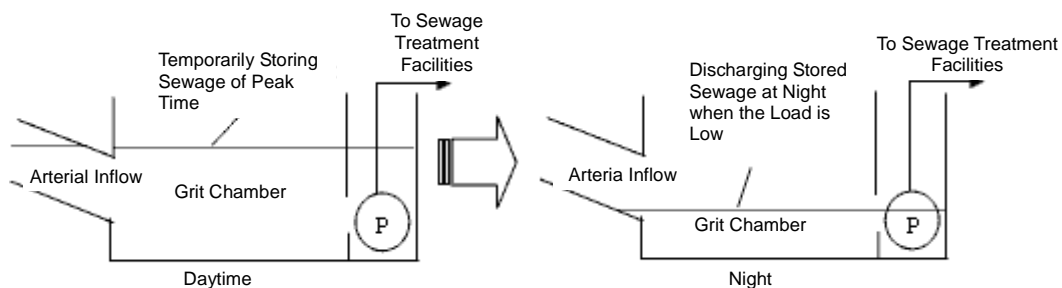 To Sewage
Treatment
Facilities
Temporarily Storing
Sewage of Peak
Time
Arterial Inflow
Grit Chamber
P
Daytime
To Sewage Treatment
Facilities
Discharging Stored
Sewage at Night
when the Load is
Low
Arterial Inflow
Grit Chamber
P
Night